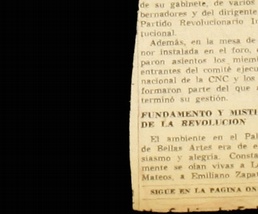 de su gabinete, de varios
bernadores y del dirigente
Partido Revolucionario In
tucional.
Además, en la mesa de
nor instalada en el foro,
paron asientos los miem
entrantes del comité ejecu
nacional de la CNC y los
formaron parte del que a
terminó su gestión.
FUNDAMENTO Y MISTI
DE LA REVOLUCION
El ambiente en el Pal
de Bellas Artes era de e
siasmo y alegría. Consta
mente se oían vivas a L
Mateos, a Emiliano Zapat
SIGUE EN LA PAGINA ON